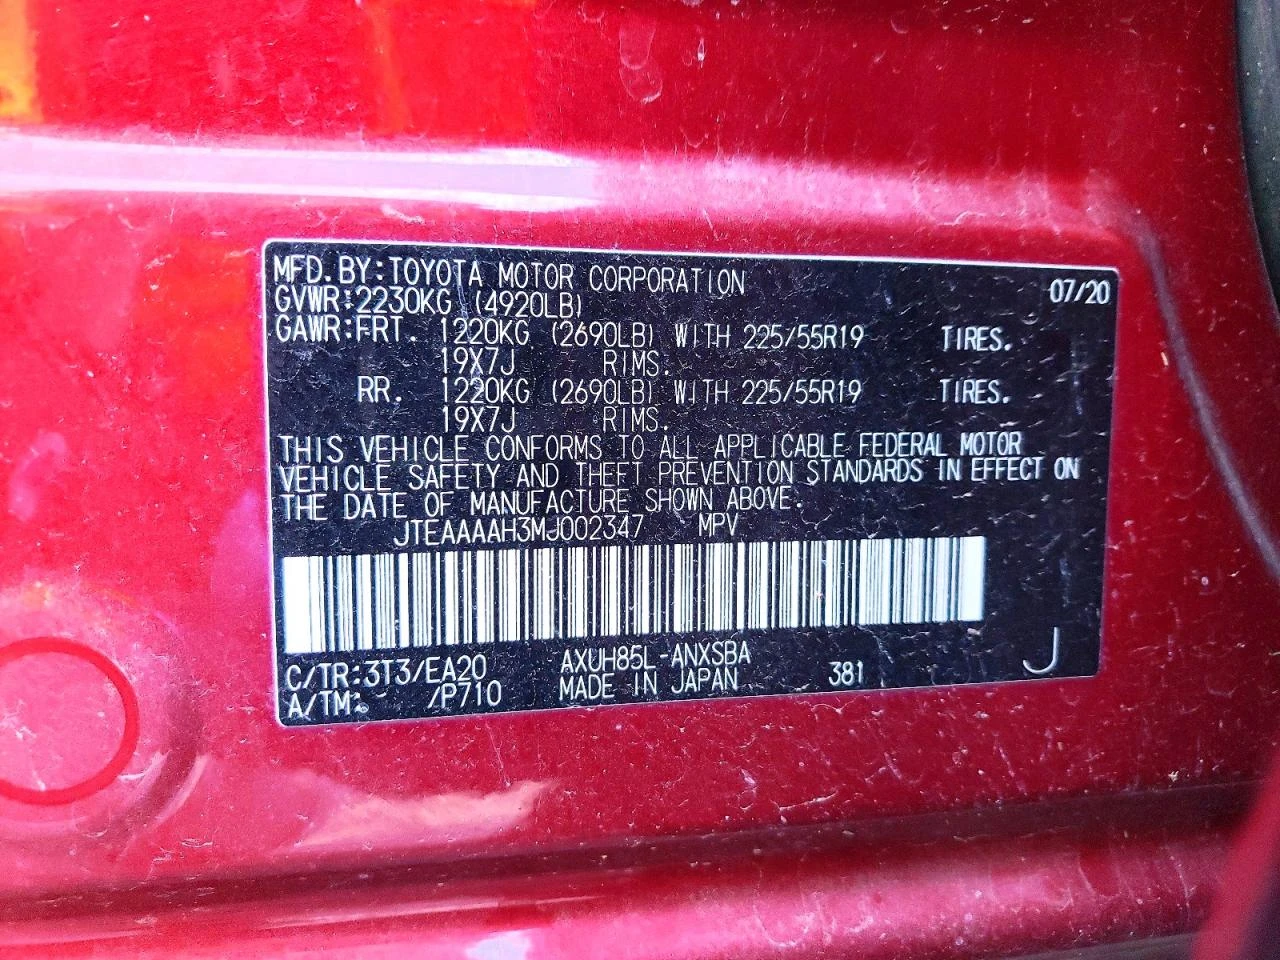 MFD.BY:TOYOTA MOTOR CORPORATION 07/20
GVWR:2230KG (4920LB)
GAWR:FRT. 1220KG (2690LB) WITH 225/55R19 TIRES.
19X7J RIMS.
RR. 1220KG (2690LB) WITH 225/55R19 TIRES.
19X7J RIMS.
THIS VEHICLE CONFORMS TO ALL APPLICABLE FEDERAL MOTOR
VEHICLE SAFETY AND THEFT PREVENTION STANDARDS IN EFFECT ON
THE DATE OF MANUFACTURE SHOWN ABOVE.
JTEAAAAH3MJ002347 MPV
C/TR:3T3/EA20 AXUH85L-ANXSBA 381 J
A/TM: /P710 MADE IN JAPAN